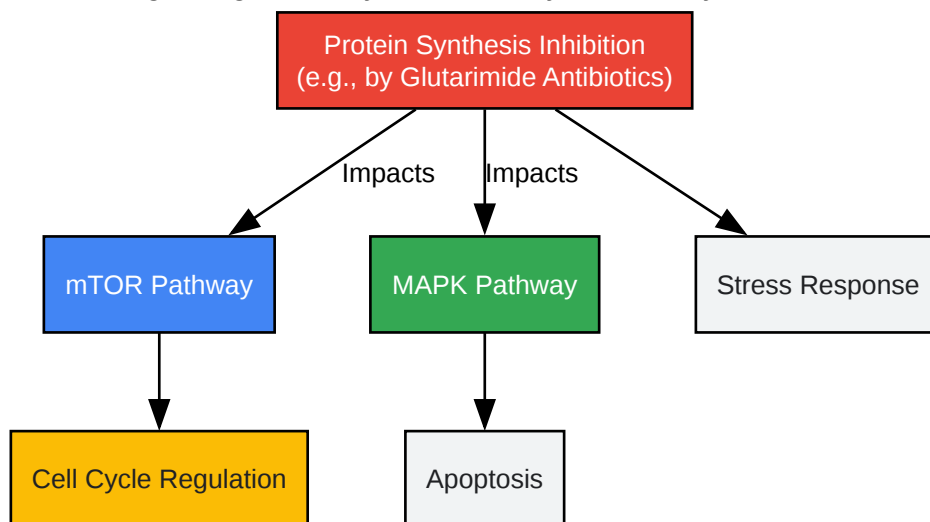 Protein Synthesis Inhibition
(e.g., by Glutarimide Antibiotics)
Impacts
Impacts
mTOR Pathway
MAPK Pathway
Stress Response
Cell Cycle Regulation
Apoptosis